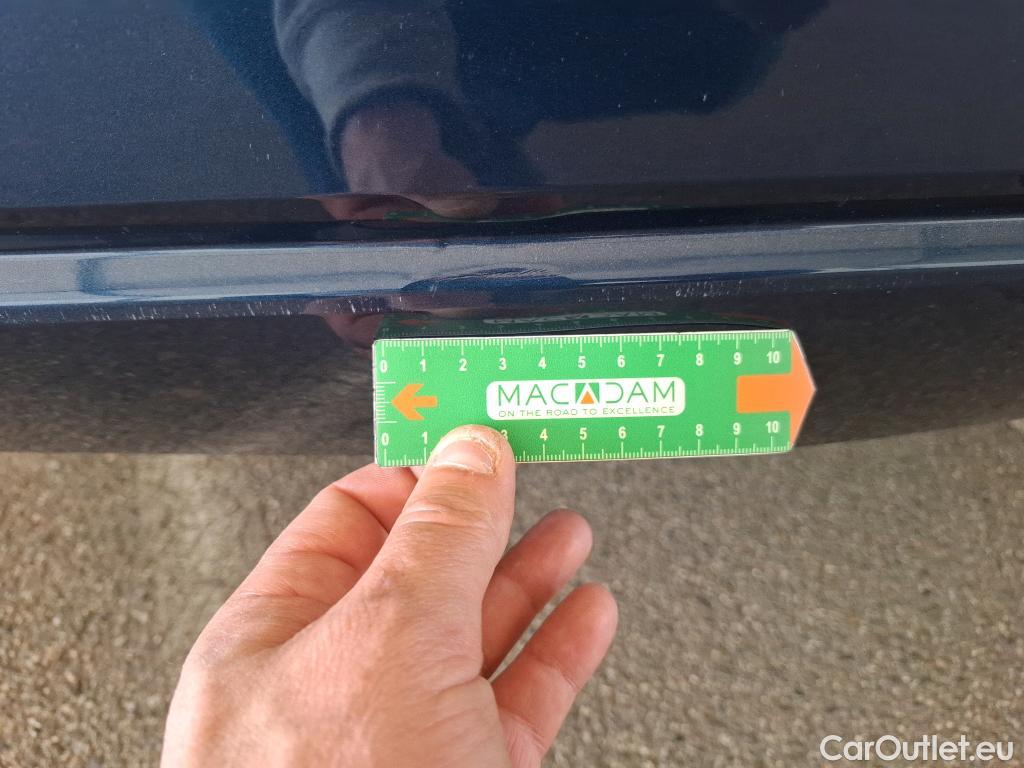 0 1 2 3 4 5 6 7 8 9 10
MACADAM
ON THE ROAD TO EXCELLENCE
0 1 3 4 5 6 7 8 9 10
CarOutlet.eu